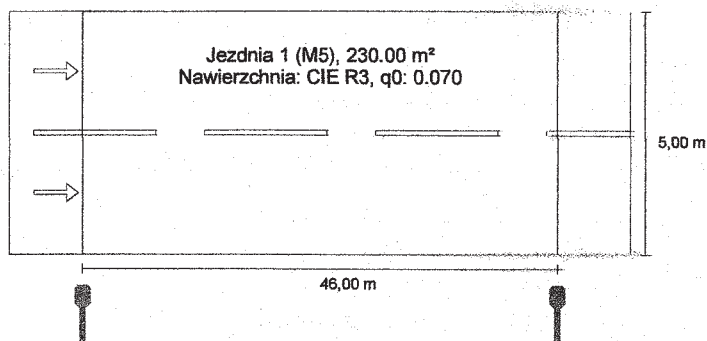 Jezdnia 1 (M5), 230.00 m²
Nawierzchnia: CIE R3, q0: 0.070
5,00 m
46,00 m